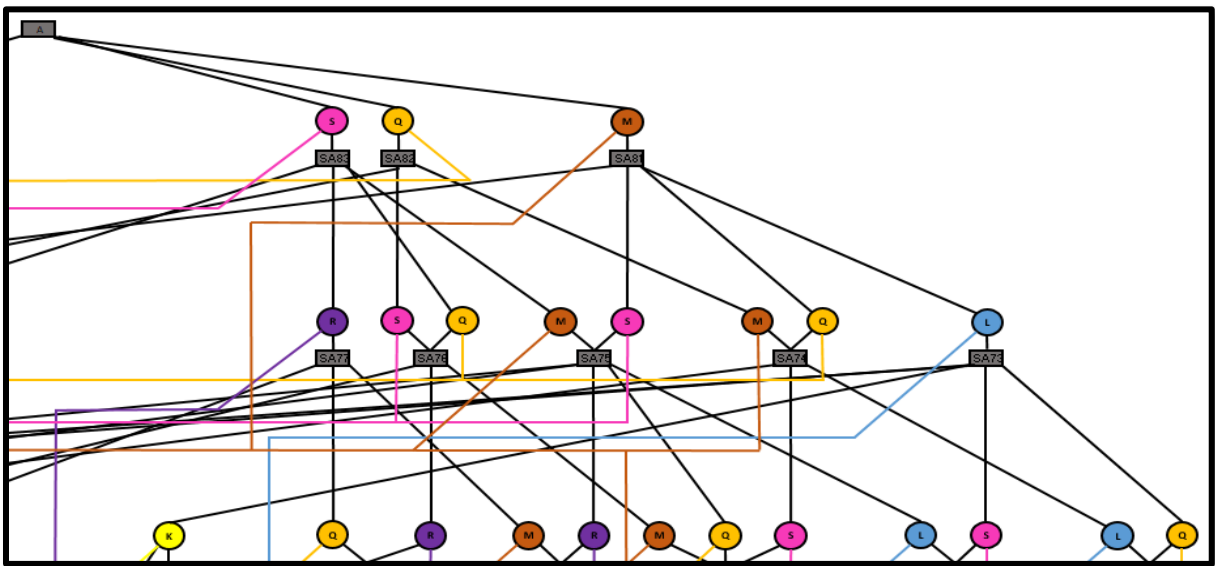 A
S Q M
SA83 SA82 SA81
R S Q M S M Q L
SA77 SA76 SA75 SA74 SA73
K Q R M R M Q S L S L Q